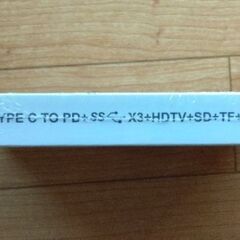 YPE C TO PD+SS X3+HDTV+SD+TF+